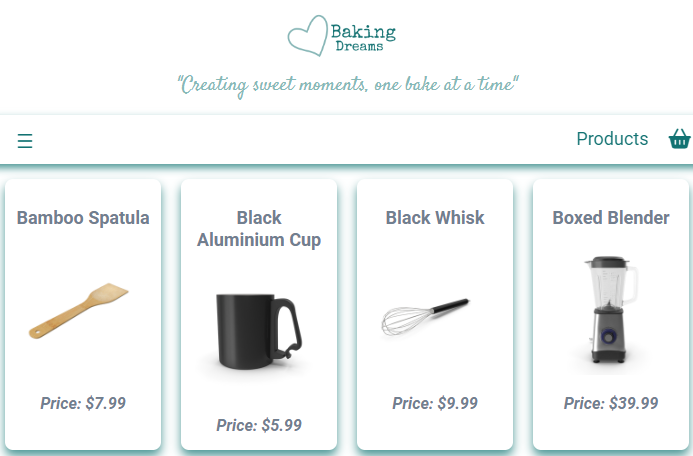 Baking
Dreams
"Creating sweet moments, one bake at a time"
Products
Bamboo Spatula
Black
Aluminium Cup
Black Whisk
Boxed Blender
Price: $7.99
Price: $5.99
Price: $9.99
Price: $39.99